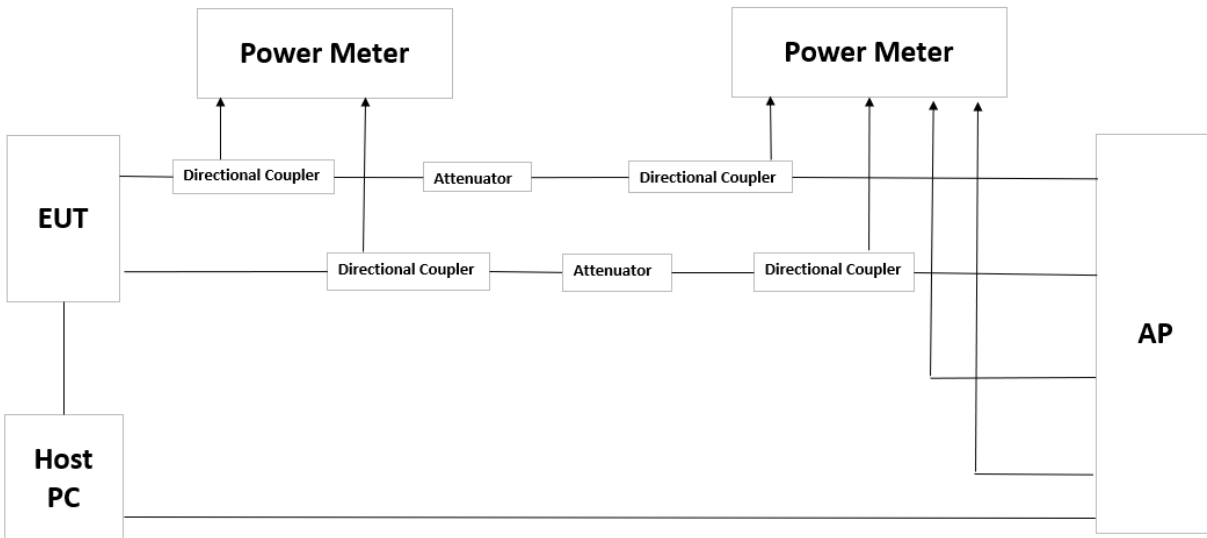 Power Meter
Power Meter
Directional Coupler
Attenuator
Directional Coupler
EUT
Directional Coupler
Attenuator
Directional Coupler
AP
Host
PC